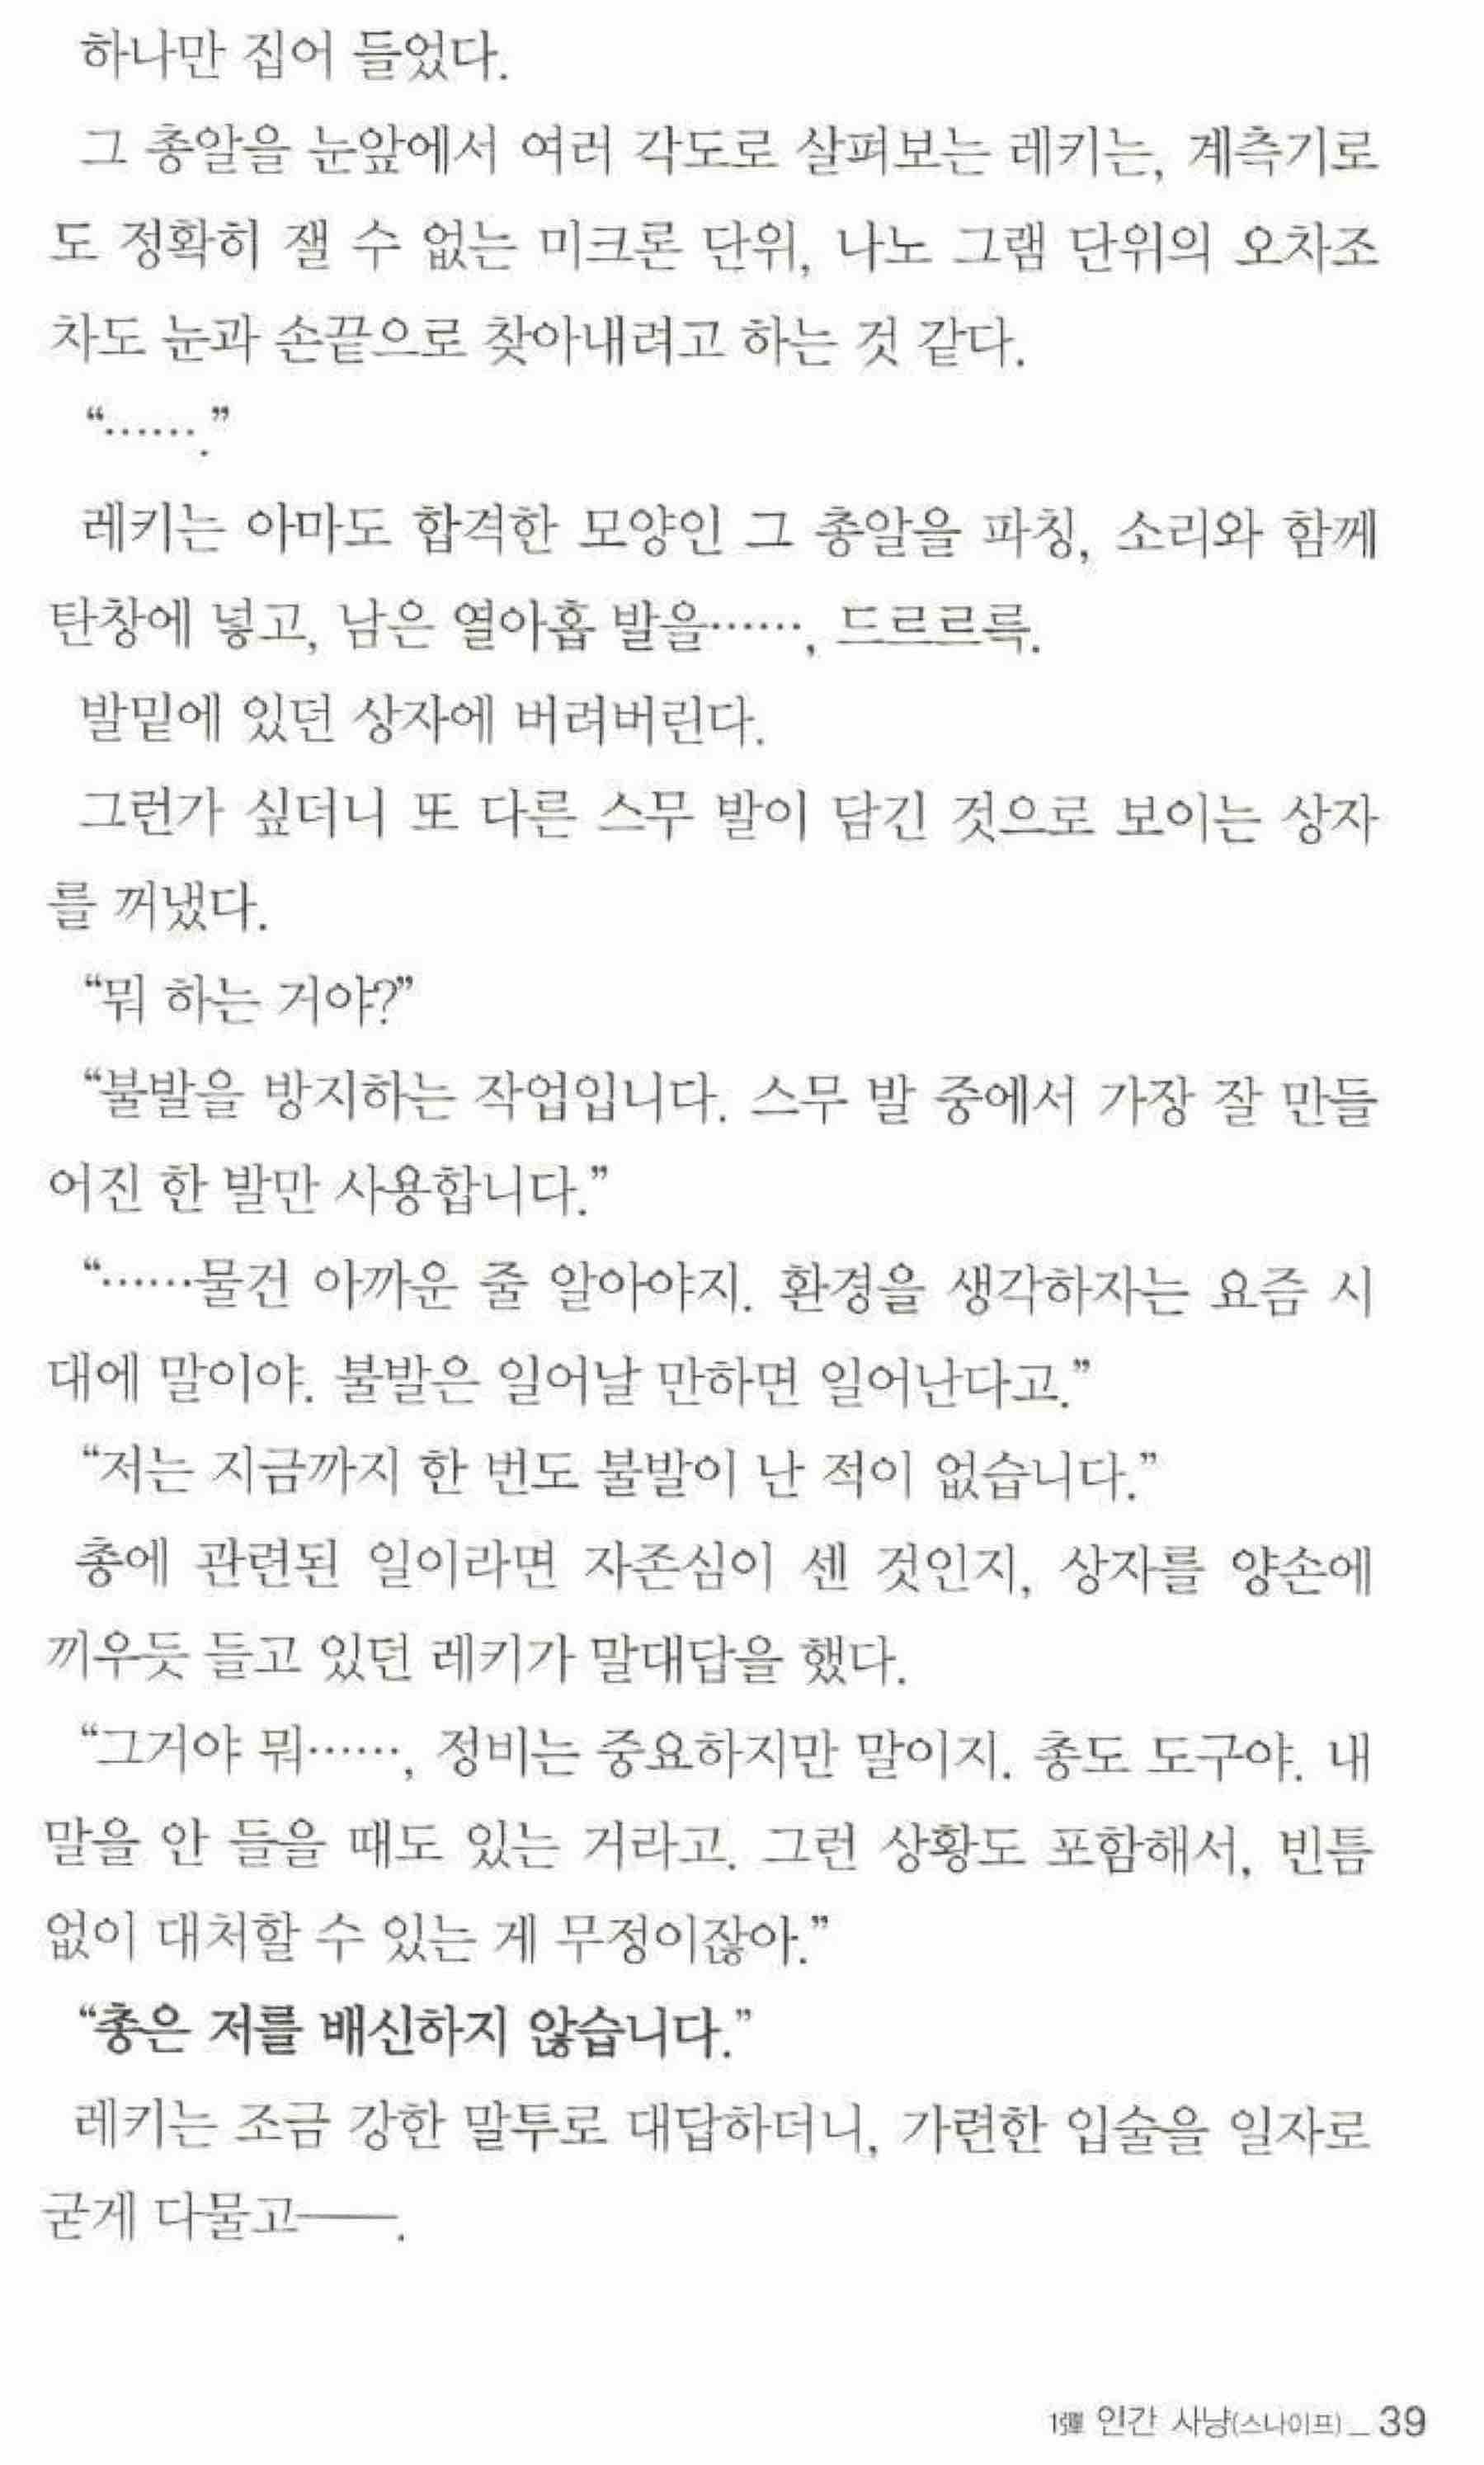 하나만 집어 들었다.
그 총알을 눈앞에서 여러 각도로 살펴보는 레키는, 계측기로
도 정확히 잴 수 없는 미크론 단위, 나노 그램 단위의 오차조
차도 눈과 손끝으로 찾아내려고 하는 것 같다.
“…….”
레키는 아마도 합격한 모양인 그 총알을 파칭, 소리와 함께
탄창에 넣고, 남은 열아홉 발을……, 드르르륵.
발밑에 있던 상자에 버려버린다.
그런가 싶더니 또 다른 스무 발이 담긴 것으로 보이는 상자
를 꺼냈다.
“뭐 하는 거야?”
“불발을 방지하는 작업입니다. 스무 발 중에서 가장 잘 만들
어진 한 발만 사용합니다.”
“……물건 아까운 줄 알아야지. 환경을 생각하자는 요즘 시
대에 말이야. 불발은 일어날 만하면 일어난다고.”
“저는 지금까지 한 번도 불발이 난 적이 없습니다.”
총에 관련된 일이라면 자존심이 센 것인지, 상자를 양손에
끼우듯 들고 있던 레키가 말대답을 했다.
“그거야 뭐……, 정비는 중요하지만 말이지. 총도 도구야. 내
말을 안 들을 때도 있는 거라고. 그런 상황도 포함해서, 빈틈
없이 대처할 수 있는 게 무정이잖아.”
“총은 저를 배신하지 않습니다.”
레키는 조금 강한 말투로 대답하더니, 가련한 입술을 일자로
굳게 다물고──.
1彈 인간 사냥(스나이프) _ 39